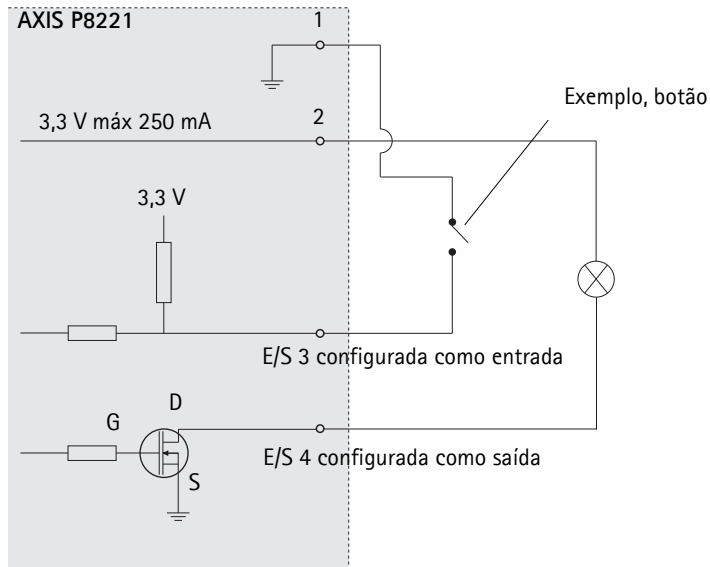 AXIS P8221
1
Exemplo, botão
3,3 V máx 250 mA
2
3,3 V
E/S 3 configurada como entrada
D
G
E/S 4 configurada como saída
S